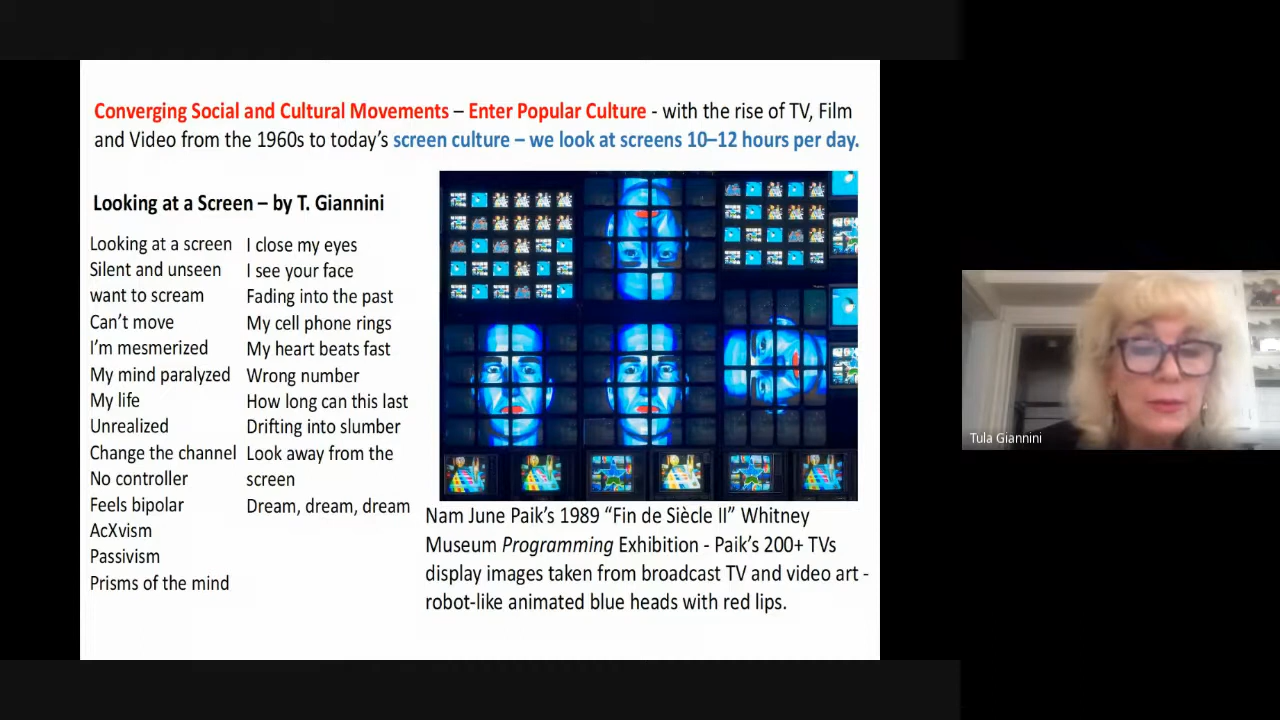 Converging Social and Cultural Movements – Enter Popular Culture - with the rise of TV, Film
and Video from the 1960s to today's screen culture – we look at screens 10–12 hours per day.
Looking at a Screen – by T. Giannini
Looking at a screen
Silent and unseen
want to scream
Can't move
I'm mesmerized
My mind paralyzed
My life
Unrealized
Change the channel
No controller
Feels bipolar
AcXvism
Passivism
Prisms of the mind
I close my eyes
I see your face
Fading into the past
My cell phone rings
My heart beats fast
Wrong number
How long can this last
Drifting into slumber
Look away from the
screen
Dream, dream, dream
Nam June Paik's 1989 “Fin de Siècle II” Whitney
Museum Programming Exhibition - Paik's 200+ TVs
display images taken from broadcast TV and video art -
robot-like animated blue heads with red lips.
Tula Giannini